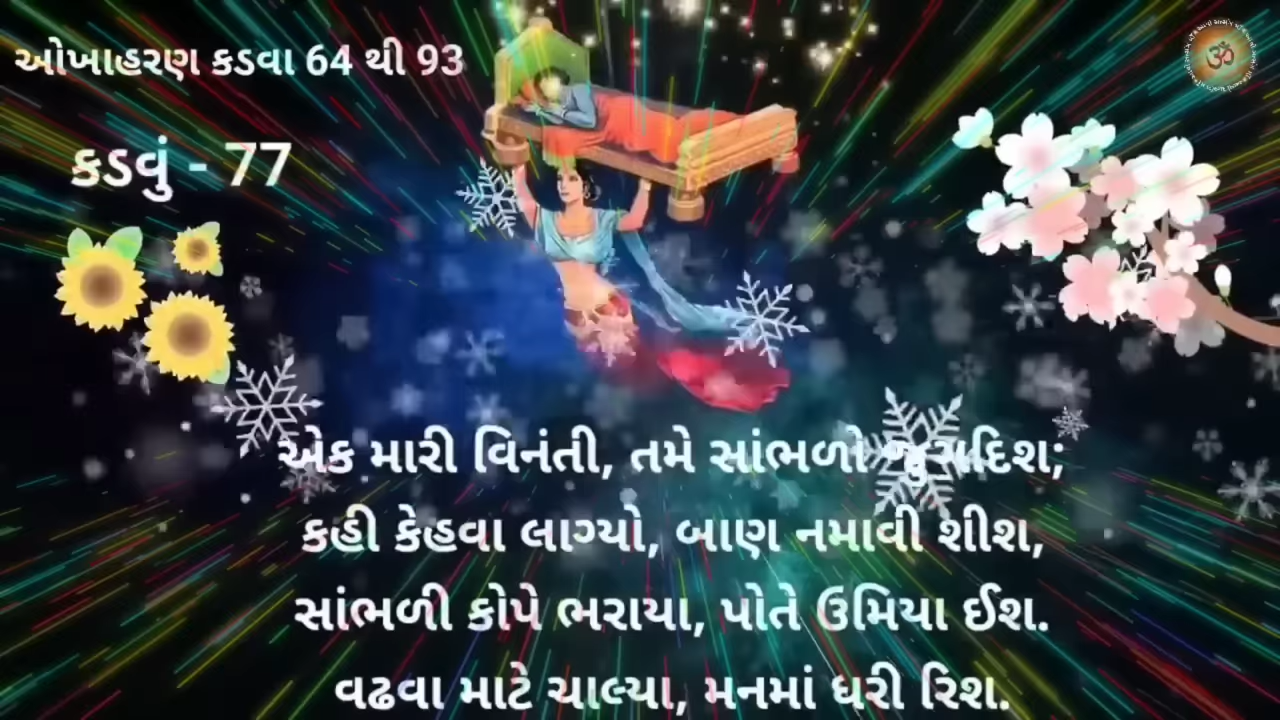 ઓખાહરણ કડવા 64 થી 93
કડવું - 77
એક મારી વિનંતી, તમે સાંભળો જુગદિશ;
કહી કેહવા લાગ્યો, બાણ નમાવી શીશ,
સાંભળી કોપે ભરાયા, પોતે ઉમિયા ઈશ.
વઢવા માટે ચાલ્યા, મનમાં ધરી રિશ.
ૐ